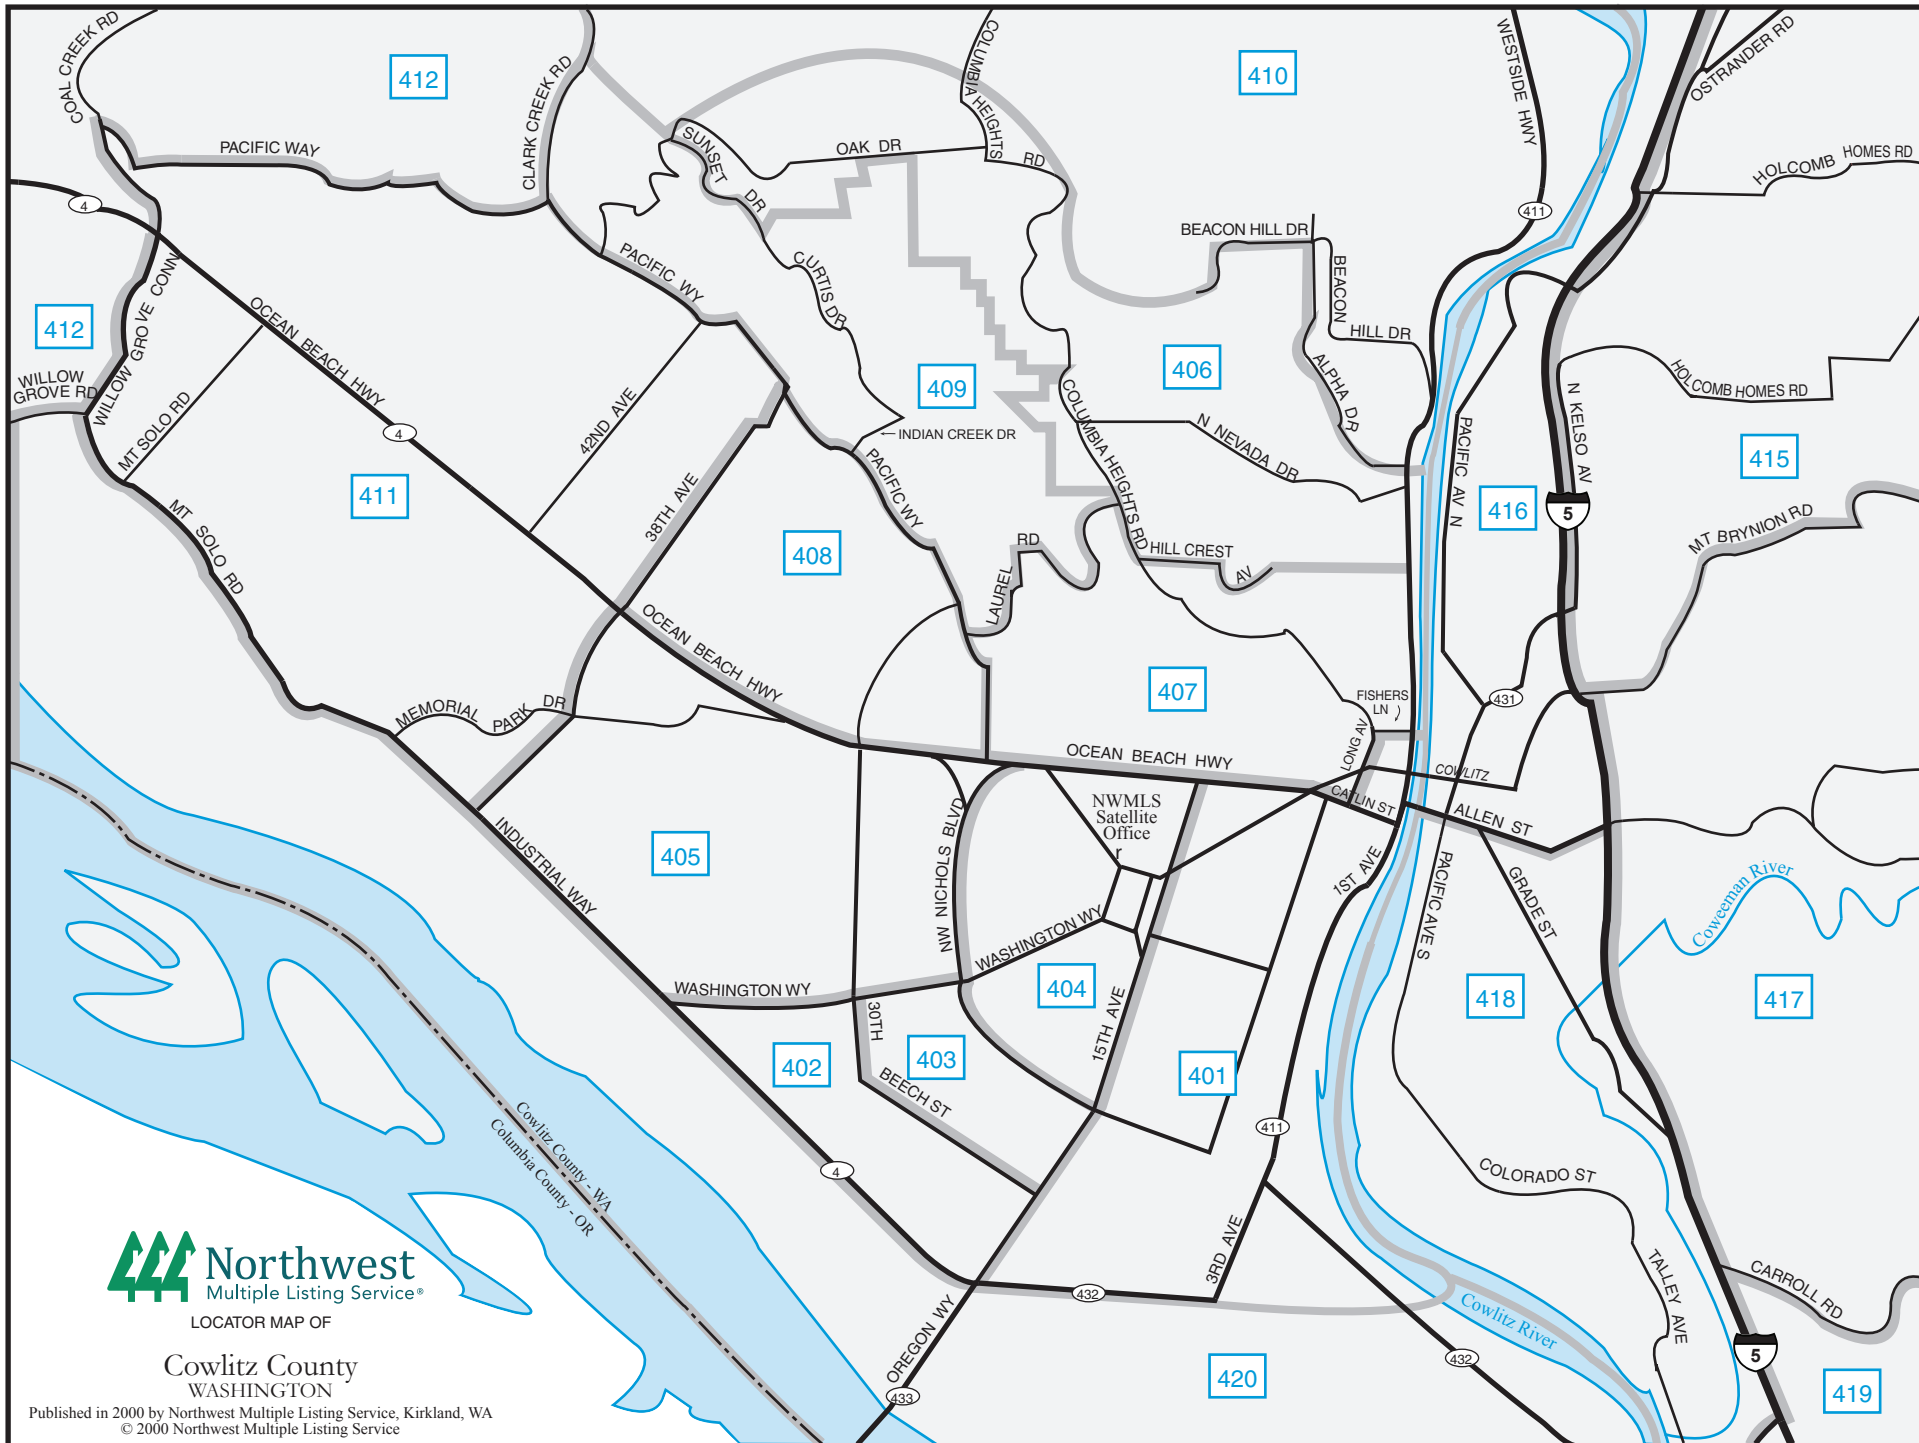 COAL CREEK RD
412
CLARK CREEK RD
COLUMBIA HEIGHTS RD
410
WESTSIDE HWY
OSTRANDER RD
PACIFIC WAY
SUNSET DR
OAK DR
HOLCOMB HOMES RD
4
411
BEACON HILL DR
PACIFIC WY
CURTIS DR
BEACON HILL DR
412
WILLOW GROVE CONN
OCEAN BEACH HWY
WILLOW
GROVE RD
MT SOLO RD
4
42ND AVE
409
406
ALPHA DR
HOLCOMB HOMES RD
N KELSO AV
INDIAN CREEK DR
COLUMBIA HEIGHTS RD
N NEVADA DR
PACIFIC AV N
415
411
38TH AVE
PACIFIC WY
416
5
MT SOLO RD
408
LAUREL RD
HILL CREST AV
MT BRYNION RD
OCEAN BEACH HWY
407
FISHERS
LN
431
MEMORIAL PARK DR
LONG AV
OCEAN BEACH HWY
COWLITZ
CATLIN ST
ALLEN ST
NWMLS
Satellite
Office
r
INDUSTRIAL WAY
405
NW NICHOLS BLVD
1ST AVE
PACIFIC AVE S
GRADE ST
Coweeman River
WASHINGTON WY
WASHINGTON WY
404
418
417
30TH
15TH AVE
402
403
401
BEECH ST
411
Cowlitz County - WA
Columbia County - OR
4
COLORADO ST
3RD AVE
TALLEY AVE
CARROLL RD
432
Cowlitz River
OREGON WY
433
420
432
5
419
Northwest
Multiple Listing Service®
LOCATOR MAP OF
Cowlitz County
WASHINGTON
Published in 2000 by Northwest Multiple Listing Service, Kirkland, WA
© 2000 Northwest Multiple Listing Service